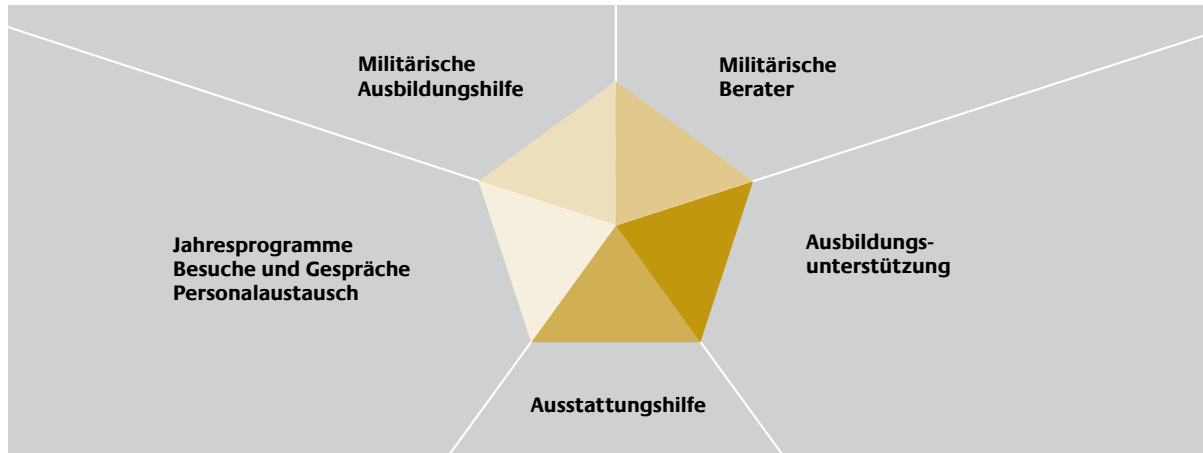 Militärische
Ausbildungshilfe
Militärische
Berater
Jahresprogramme
Besuche und Gespräche
Personalaustausch
Ausbildungs-
unterstützung
Ausstattungshilfe